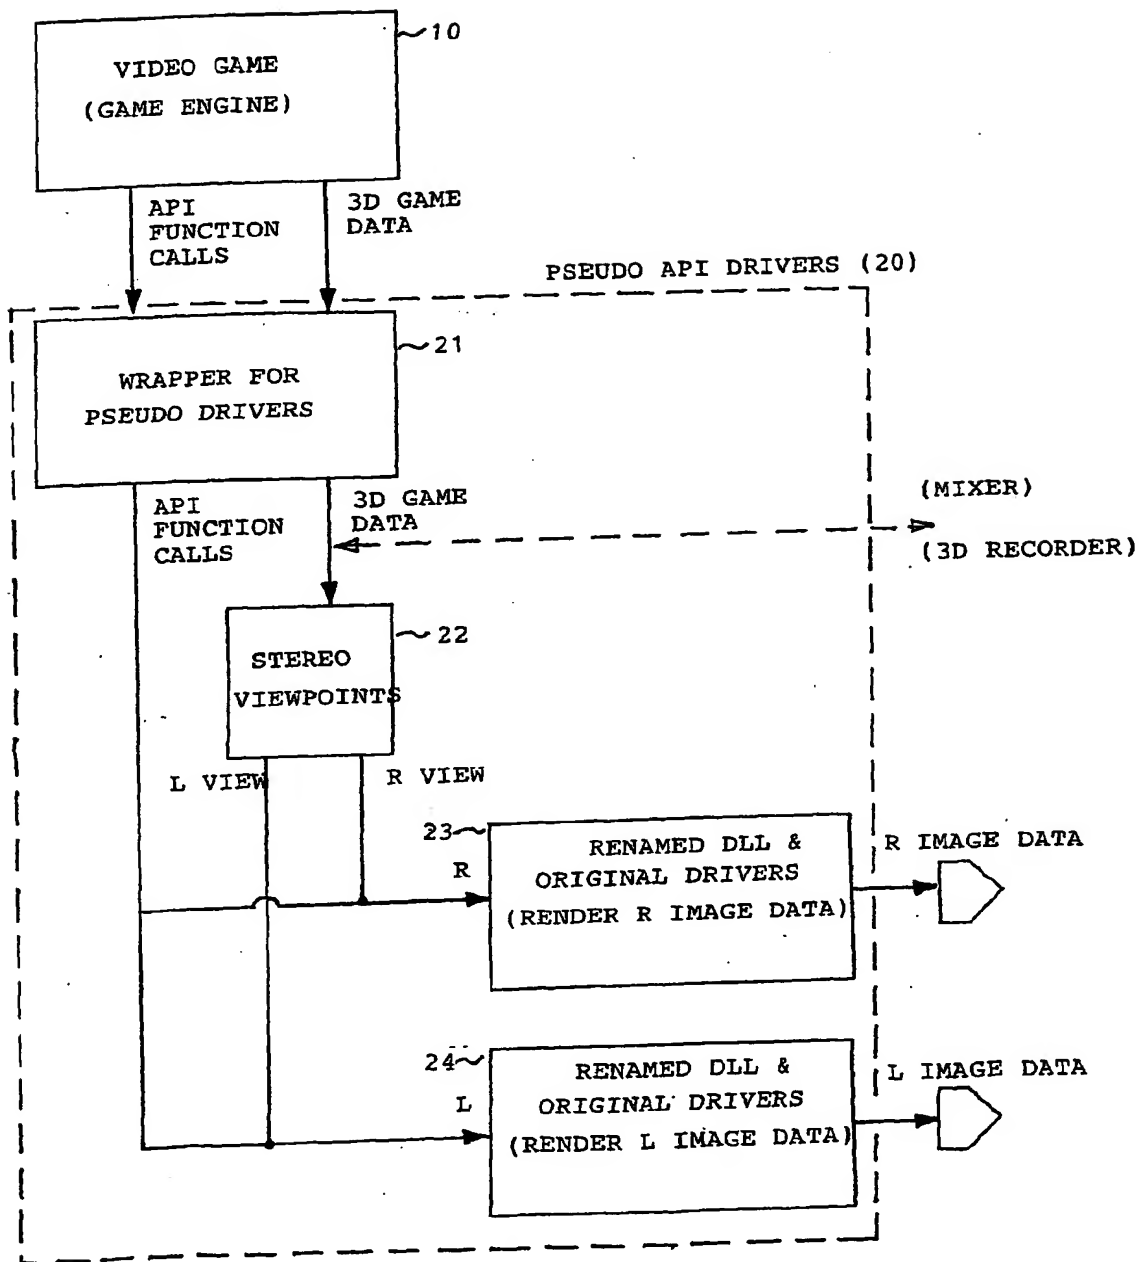 10
VIDEO GAME
(GAME ENGINE)
API
FUNCTION
CALLS
3D GAME
DATA
PSEUDO API DRIVERS (20)
21
WRAPPER FOR
PSEUDO DRIVERS
API
FUNCTION
CALLS
3D GAME
DATA
(MIXER)
(3D RECORDER)
22
STEREO
VIEWPOINTS
L VIEW
R VIEW
23
R
RENAMED DLL &
ORIGINAL DRIVERS
(RENDER R IMAGE DATA)
R IMAGE DATA
24
L
RENAMED DLL &
ORIGINAL DRIVERS
(RENDER L IMAGE DATA)
L IMAGE DATA